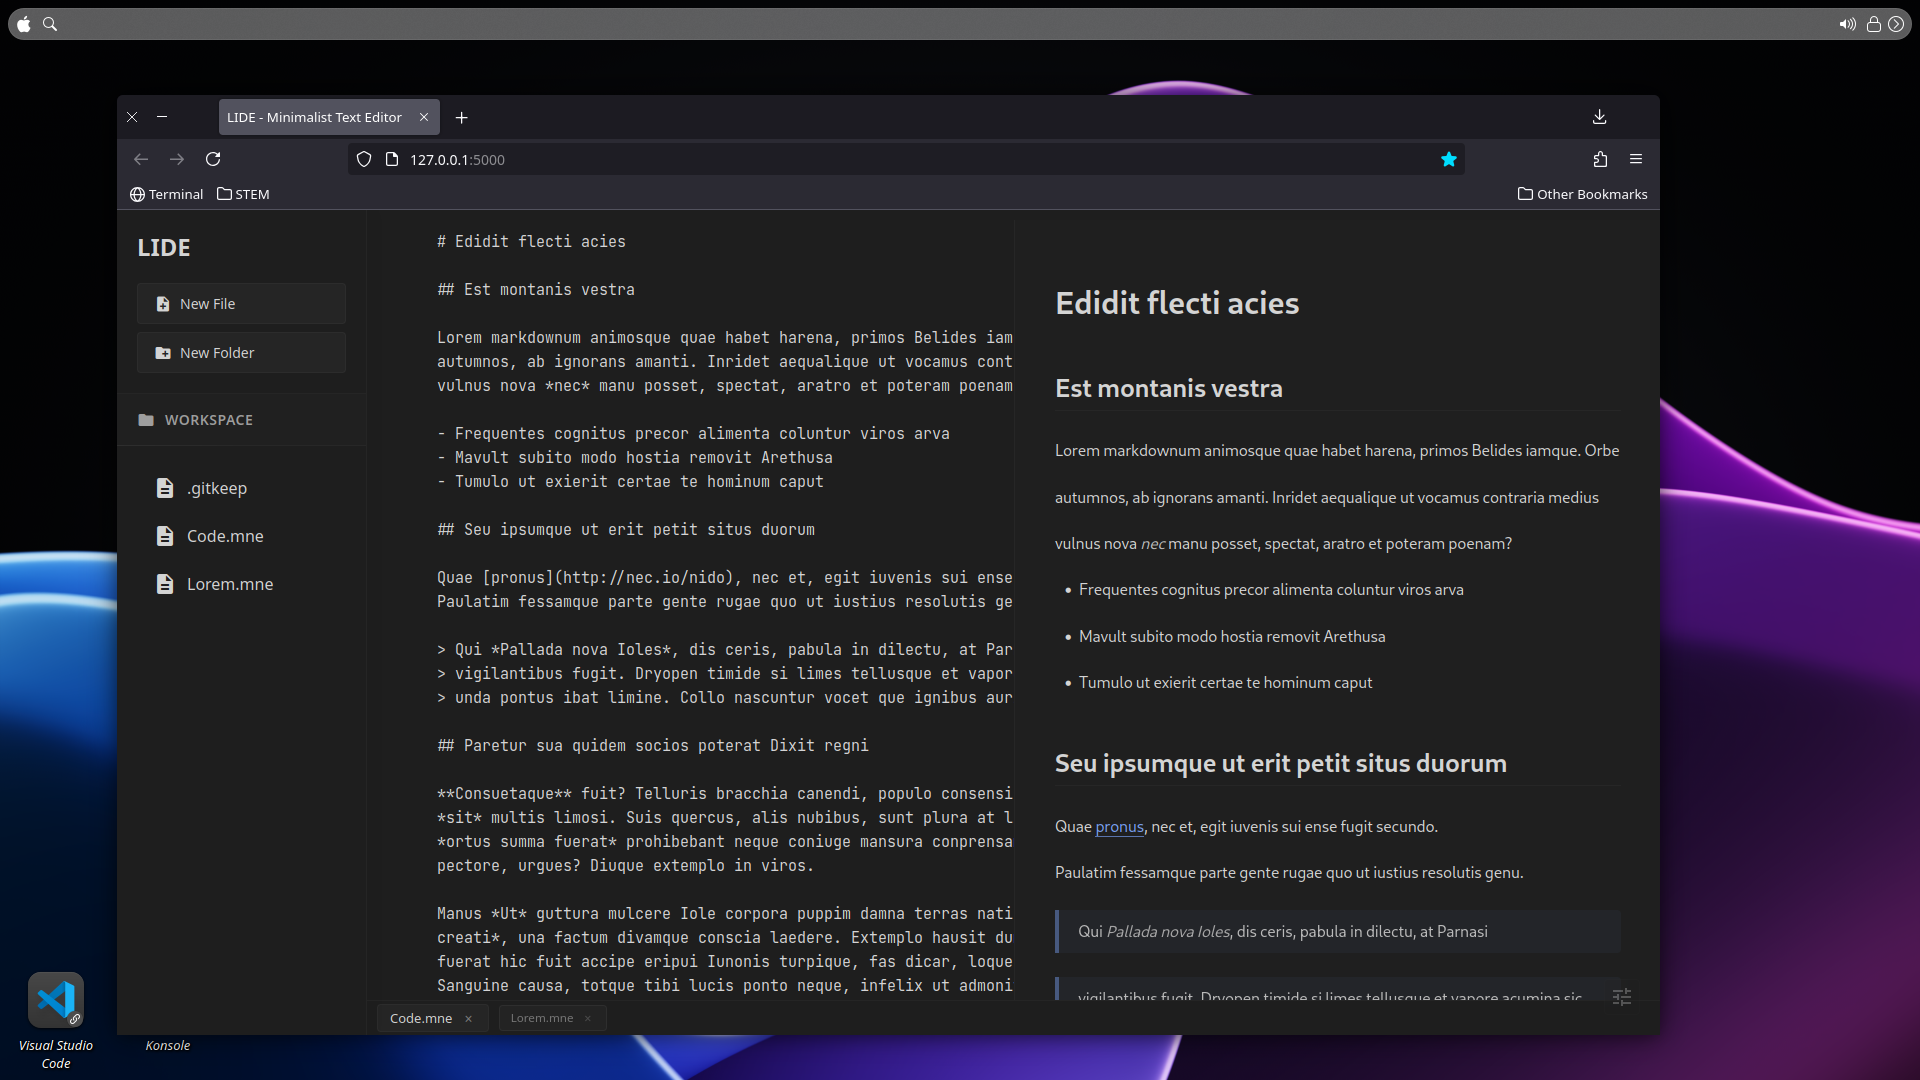 LIDE - Minimalist Text Editor
127.0.0.1:5000
Terminal
STEM
Other Bookmarks
LIDE
New File
New Folder
WORKSPACE
.gitkeep
Code.mne
Lorem.mne
# Edidit flecti acies
## Est montanis vestra
Lorem markdownum animosque quae habet harena, primos Belides iam
autumnos, ab ignorans amanti. Inridet aequalique ut vocamus cont
vulnus nova *nec* manu posset, spectat, aratro et poteram poenam
- Frequentes cognitus precor alimenta coluntur viros arva
- Mavult subito modo hostia removit Arethusa
- Tumulo ut exierit certae te hominum caput
## Seu ipsumque ut erit petit situs duorum
Quae [pronus](http://nec.io/nido), nec et, egit iuvenis sui ense
Paulatim fessamque parte gente rugae quo ut iustius resolutis ge
> Qui *Pallada nova Ioles*, dis ceris, pabula in dilectu, at Par
> vigilantibus fugit. Dryopen timide si limes tellusque et vapor
> unda pontus ibat limine. Collo nascuntur vocet que ignibus aur
## Paretur sua quidem socios poterat Dixit regni
**Consuetaque** fuit? Telluris bracchia canendi, populo consensi
*sit* multis limosi. Suis quercus, alis nubibus, sunt plura at l
*ortus summa fuerat* prohibebant neque coniuge mansura conprensa
pectore, urgues? Diuque extemplo in viros.
Manus *Ut* guttura mulcere Iole corpora puppim damna terras nati
creati*, una factum divamque conscia laedere. Extemplo hausit du
fuerat hic fuit accipe eripui Iunonis turpique, fas dicar, loque
Sanguine causa, totque tibi lucis ponto neque, infelix ut admoni
Edidit flecti acies
Est montanis vestra
Lorem markdownum animosque quae habet harena, primos Belides iamque. Orbe
autumnos, ab ignorans amanti. Inridet aequalique ut vocamus contraria medius
vulnus nova nec manu posset, spectat, aratro et poteram poenam?
• Frequentes cognitus precor alimenta coluntur viros arva
• Mavult subito modo hostia removit Arethusa
• Tumulo ut exierit certae te hominum caput
Seu ipsumque ut erit petit situs duorum
Quae pronus, nec et, egit iuvenis sui ense fugit secundo.
Paulatim fessamque parte gente rugae quo ut iustius resolutis genu.
Qui Pallada nova Ioles, dis ceris, pabula in dilectu, at Parnasi
vigilantibus fugit. Dryopen timide si limes tellusque et vapore acumina sic
Code.mne
Lorem.mne
Visual Studio
Code
Konsole